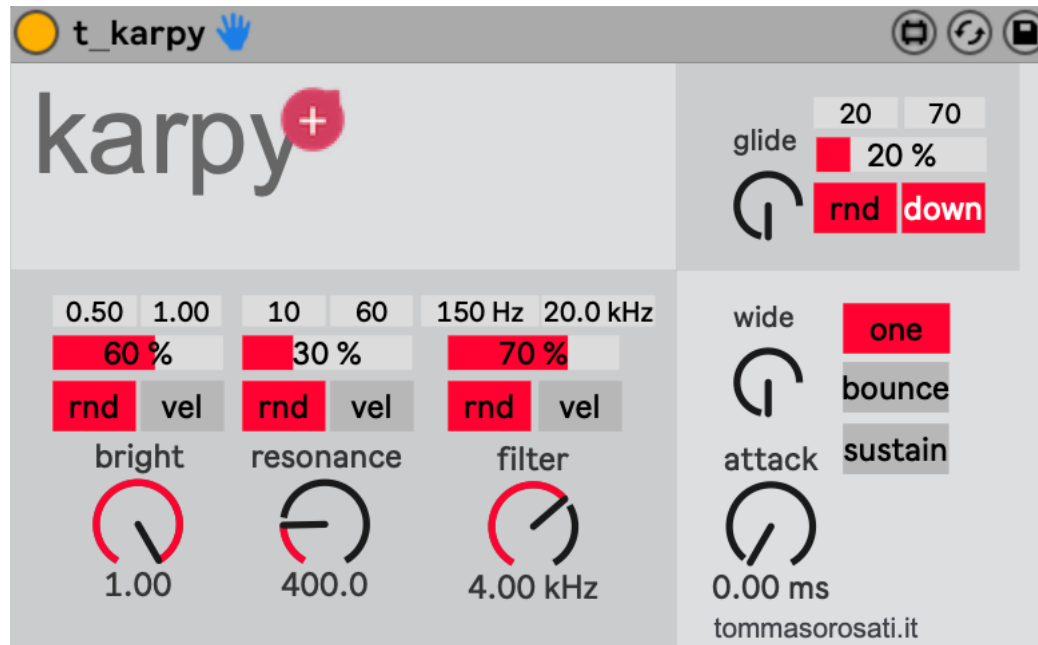 t_karpy
karpy+
glide
20 70
20 %
rnd down
0.50 1.00
60 %
rnd vel
bright
1.00
10 60
30 %
rnd vel
resonance
400.0
150 Hz 20.0 kHz
70 %
rnd vel
filter
4.00 kHz
wide
one
bounce
sustain
attack
0.00 ms
tommasorosati.it